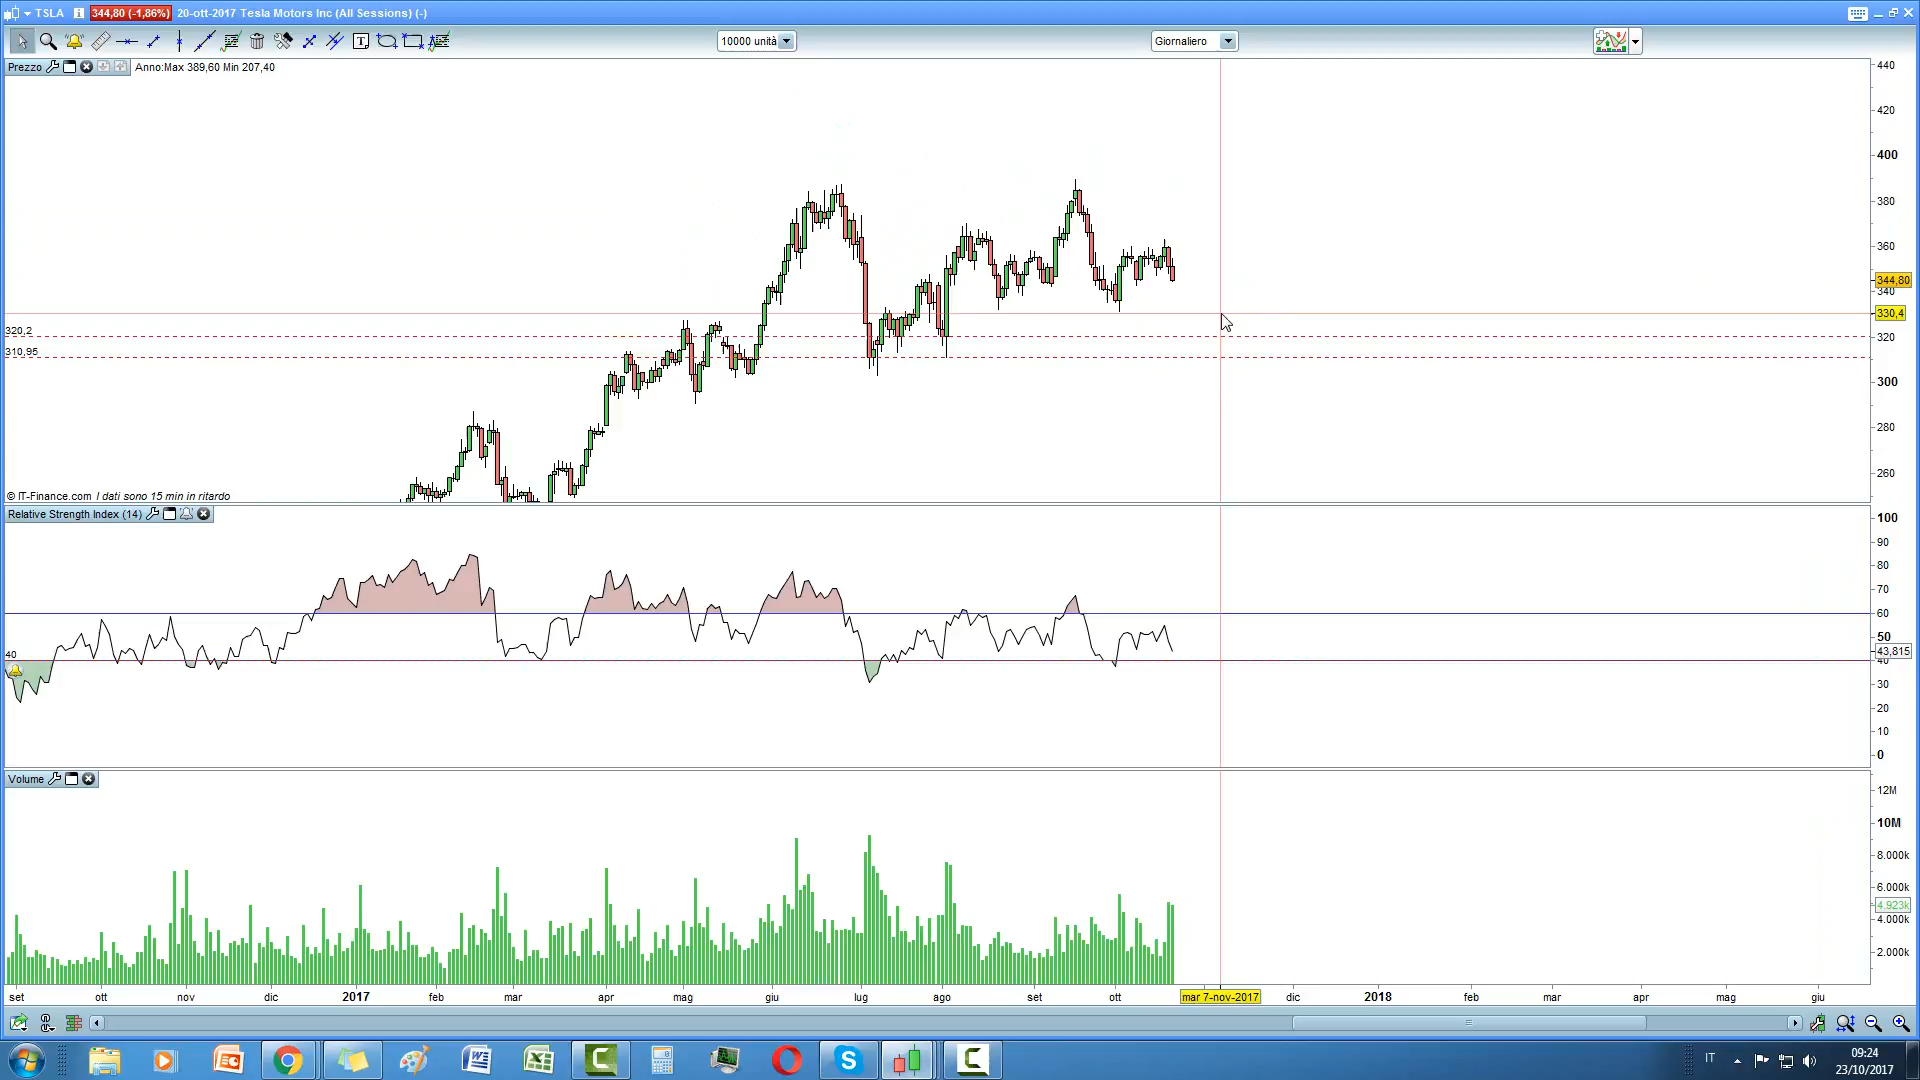 TSLA 344,80 (-1,86%) 20-ott-2017 Tesla Motors Inc (All Sessions) (-)
10000 unità Giornaliero
Prezzo Anno:Max 389,60 Min 207,40
440
420
400
380
360
344,80
340
330,4
320,2
320
310,95
300
280
260
© IT-Finance.com I dati sono 15 min in ritardo
Relative Strength Index (14)
100
90
80
70
60
50
43,815
40
40
30
20
10
0
Volume
12M
10M
8.000k
6.000k
4.923k
4.000k
2.000k
set ott nov dic 2017 feb mar apr mag giu lug ago set ott mar 7-nov-2017 dic 2018 feb mar apr mag giu
IT 09:24
23/10/2017